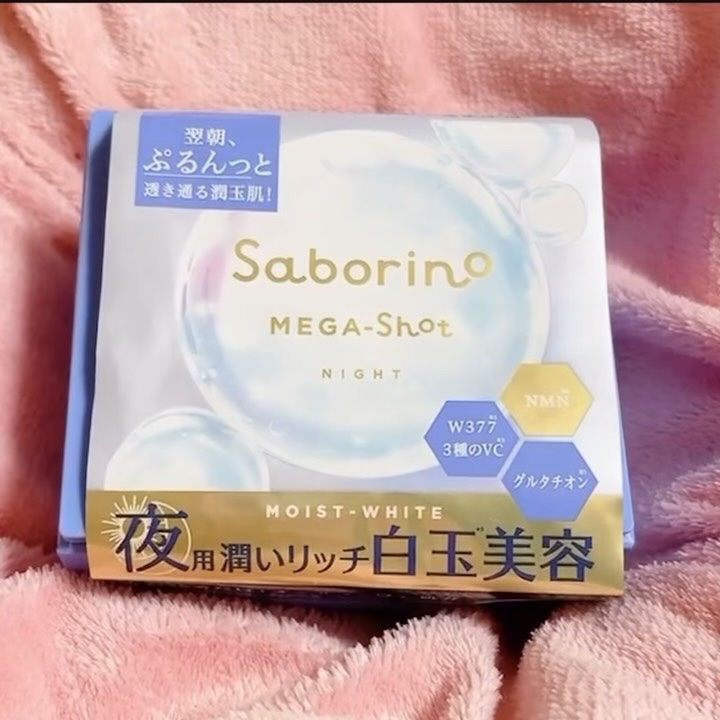 翌朝、
ぷるんっと
透き通る潤玉肌!
Saborino
MEGA-Shot
NIGHT
NMN
W377
3種のVC
グルタチオン
MOIST-WHITE
夜用潤いリッチ白玉美容